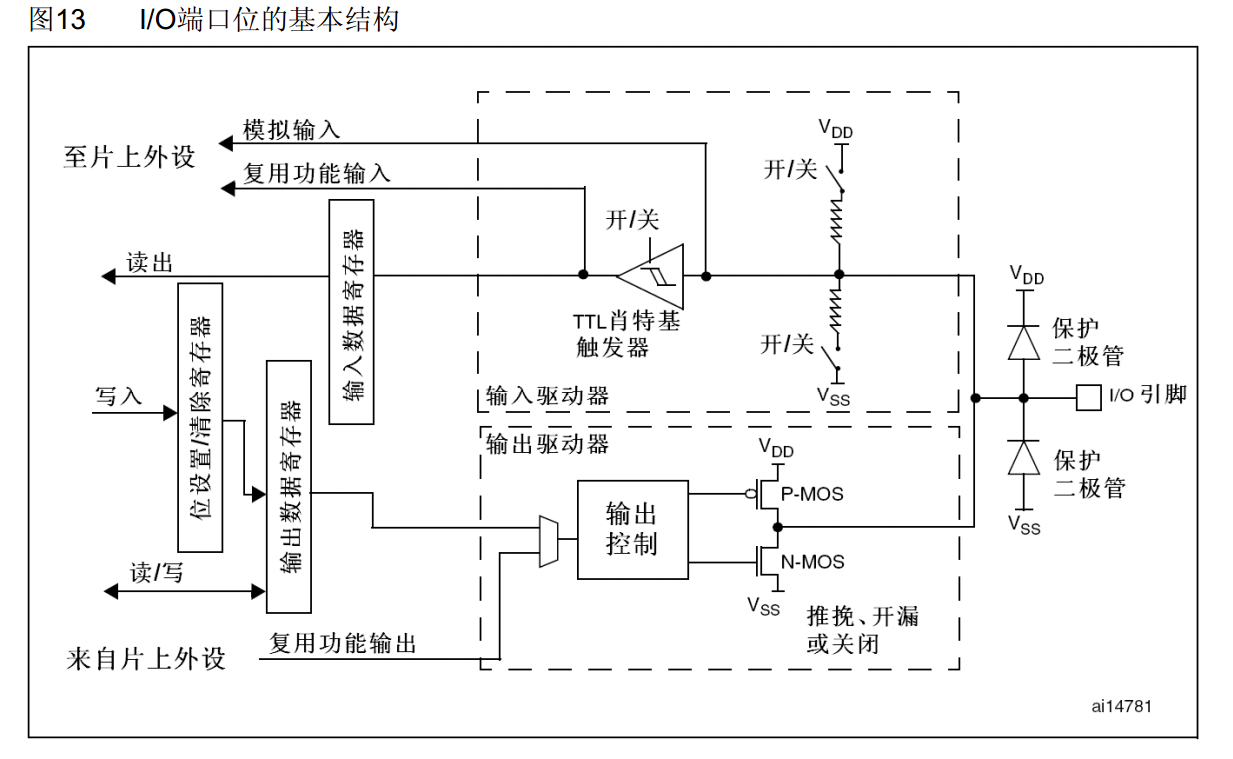 图13 I/O端口位的基本结构
至片上外设
模拟输入
复用功能输入
读出
输入数据寄存器
开/关
TTL肖特基
触发器
VDD
开/关
开/关
VSS
输入驱动器
VDD
保护
二极管
I/O 引脚
保护
二极管
VSS
写入
位设置/清除寄存器
输出数据寄存器
读/写
来自片上外设
复用功能输出
输出驱动器
输出
控制
VDD
P-MOS
N-MOS
VSS
推挽、开漏
或关闭
ai14781